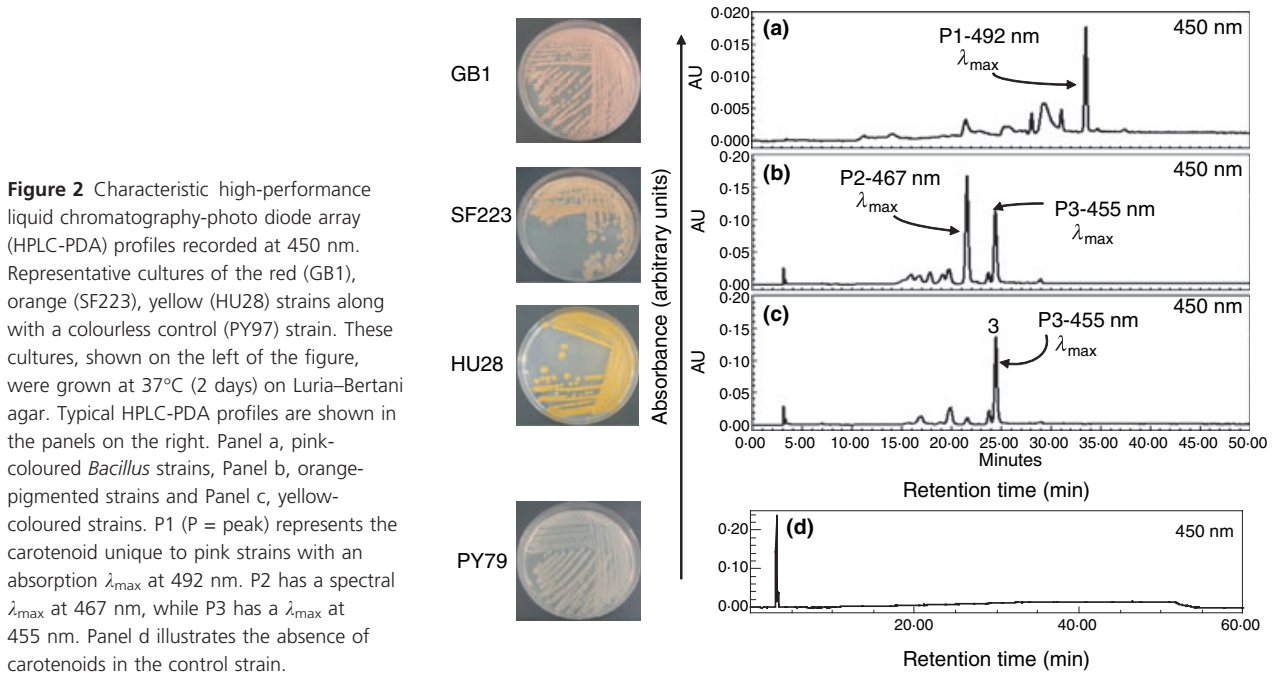 Figure 2 Characteristic high-performance
liquid chromatography-photo diode array
(HPLC-PDA) profiles recorded at 450 nm.
Representative cultures of the red (GB1),
orange (SF223), yellow (HU28) strains along
with a colourless control (PY97) strain. These
cultures, shown on the left of the figure,
were grown at 37°C (2 days) on Luria–Bertani
agar. Typical HPLC-PDA profiles are shown in
the panels on the right. Panel a, pink-
coloured Bacillus strains, Panel b, orange-
pigmented strains and Panel c, yellow-
coloured strains. P1 (P = peak) represents the
carotenoid unique to pink strains with an
absorption λmax at 492 nm. P2 has a spectral
λmax at 467 nm, while P3 has a λmax at
455 nm. Panel d illustrates the absence of
carotenoids in the control strain.
GB1
SF223
HU28
PY79
Absorbance (arbitrary units)
(a)
450 nm
P1-492 nm
λmax
AU
0·020
0·015
0·010
0·005
0·000
(b)
450 nm
P2-467 nm
λmax
P3-455 nm
λmax
AU
0·20
0·15
0·10
0·05
0·00
(c)
450 nm
3
P3-455 nm
λmax
AU
0·20
0·15
0·10
0·05
0·00
0·00 5·00 10·00 15·00 20·00 25·00 30·00 35·00 40·00 45·00 50·00
Minutes
Retention time (min)
(d)
450 nm
0·20
0·10
0·00
20·00 40·00 60·00
Retention time (min)